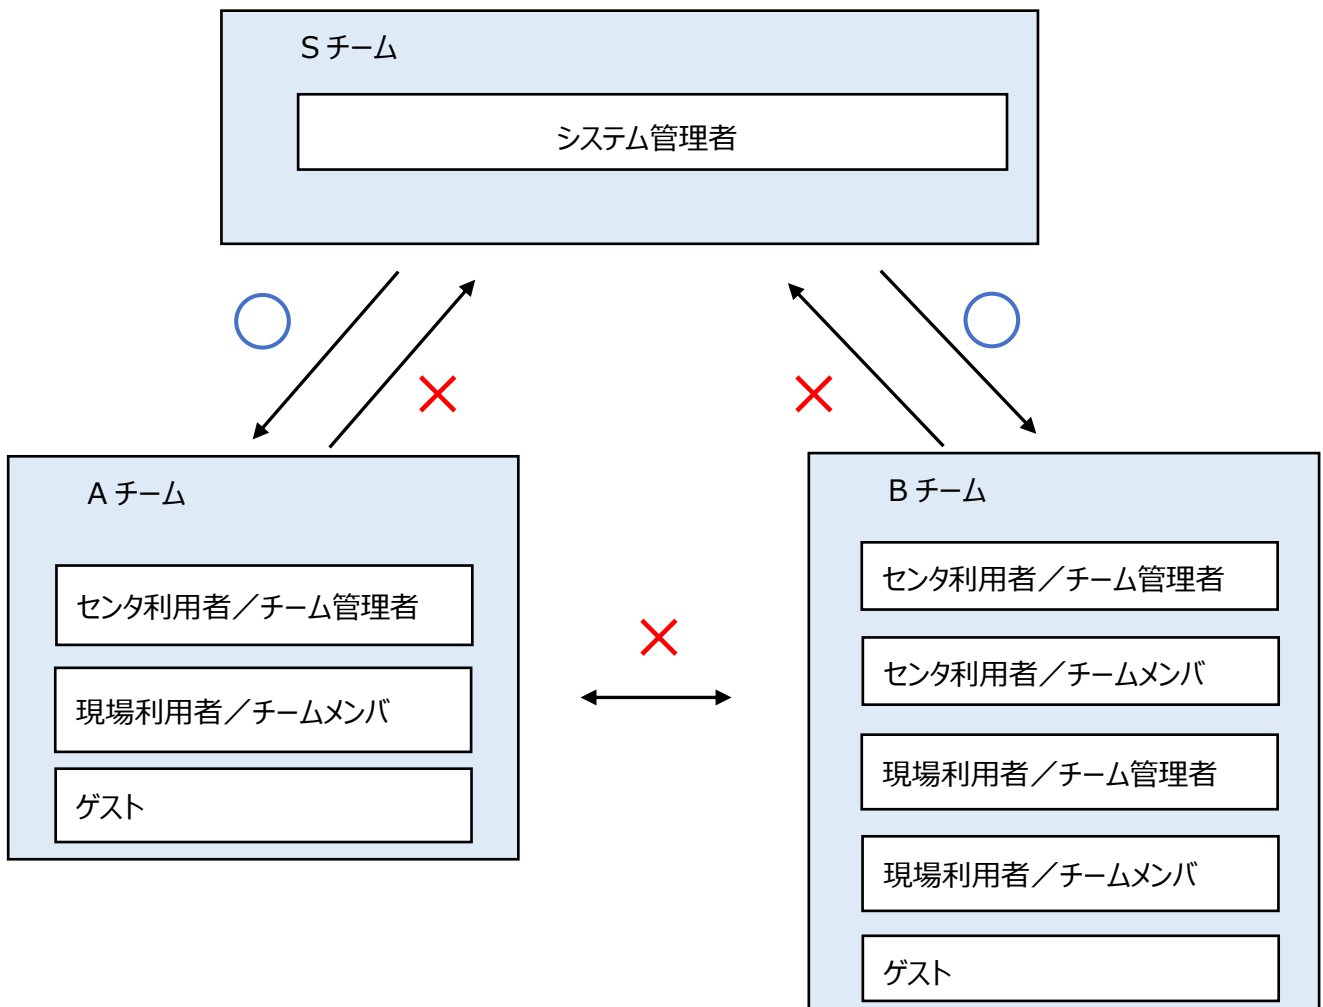 Sチーム
システム管理者
Aチーム
センタ利用者／チーム管理者
現場利用者／チームメンバ
ゲスト
Bチーム
センタ利用者／チーム管理者
センタ利用者／チームメンバ
現場利用者／チーム管理者
現場利用者／チームメンバ
ゲスト